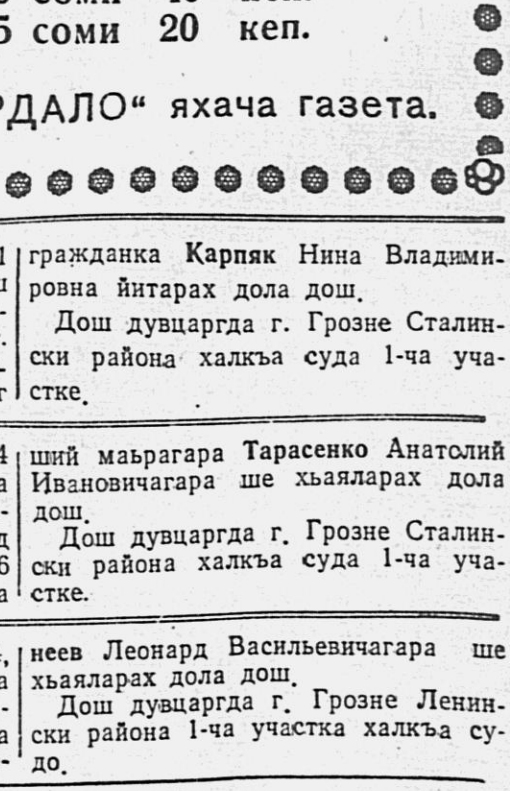 5 соми 20 кеп.
яхача газета.
гражданка Карпяк Нина Владими-
ровна йитарах дола дош.
Дош дувцаргда г. Грозне Сталин-
ски района халкъа суда 1-ча уча-
стке.
ший маьрагара Тарасенко Анатолий
Ивановичагара ше хьаяларах дола
дош.
Дош дувцаргда г. Грозне Сталин-
ски района халкъа суда 1-ча уча-
стке.
неев Леонард Васильевичагара ше
хьаяларах дола дош.
Дош дувцаргда г. Грозне Ленин-
ски района 1-ча участка халкъа су-
до.